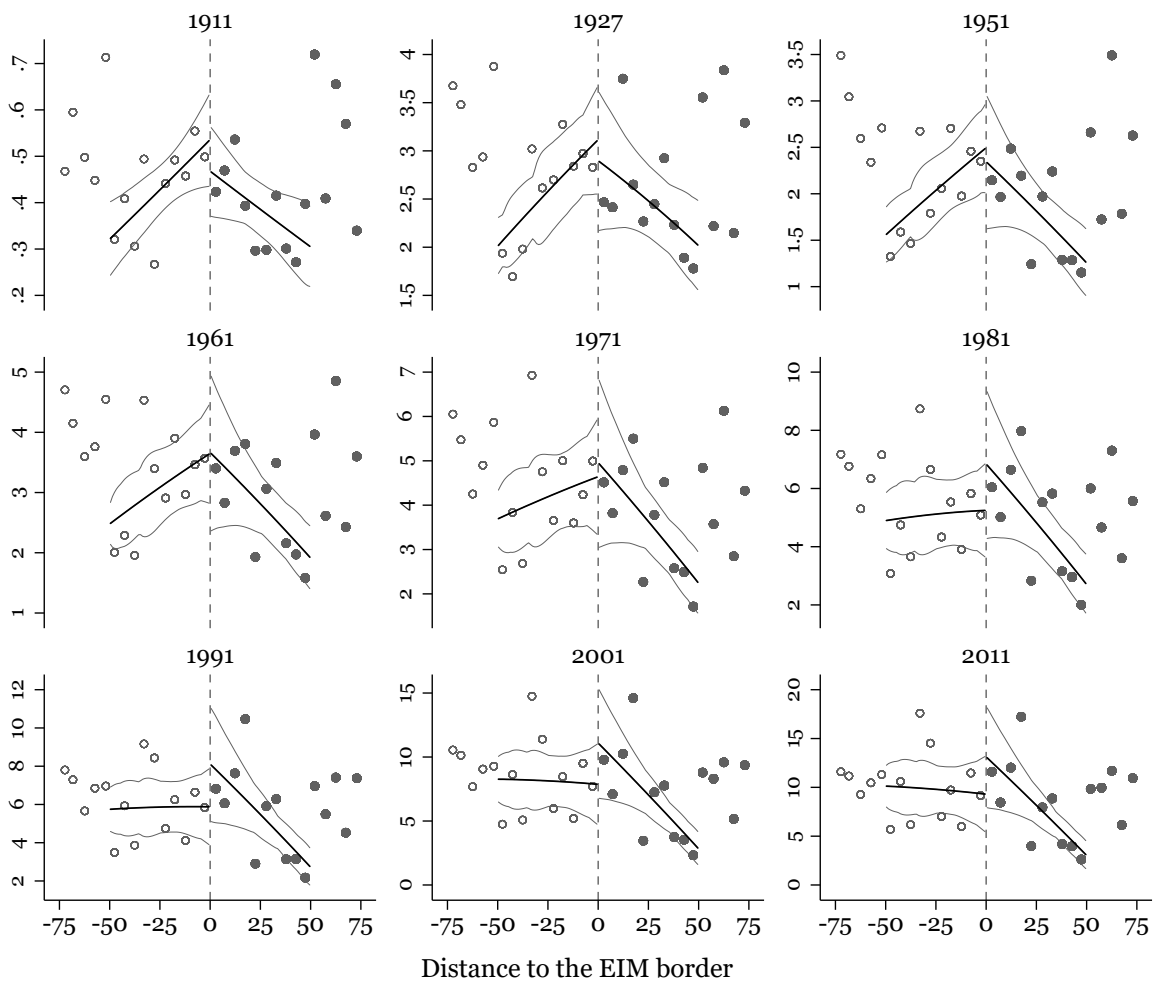 1911 1927 1951
.7 .6 .5 .4 .3 .2
4 3.5 3 2.5 2 1.5
3.5 3 2.5 2 1.5 1
1961 1971 1981
5 4 3 2 1
7 6 5 4 3 2
10 8 6 4 2
1991 2001 2011
12 10 8 6 4 2
15 10 5 0
20 15 10 5 0
-75 -50 -25 0 25 50 75 -75 -50 -25 0 25 50 75 -75 -50 -25 0 25 50 75
Distance to the EIM border